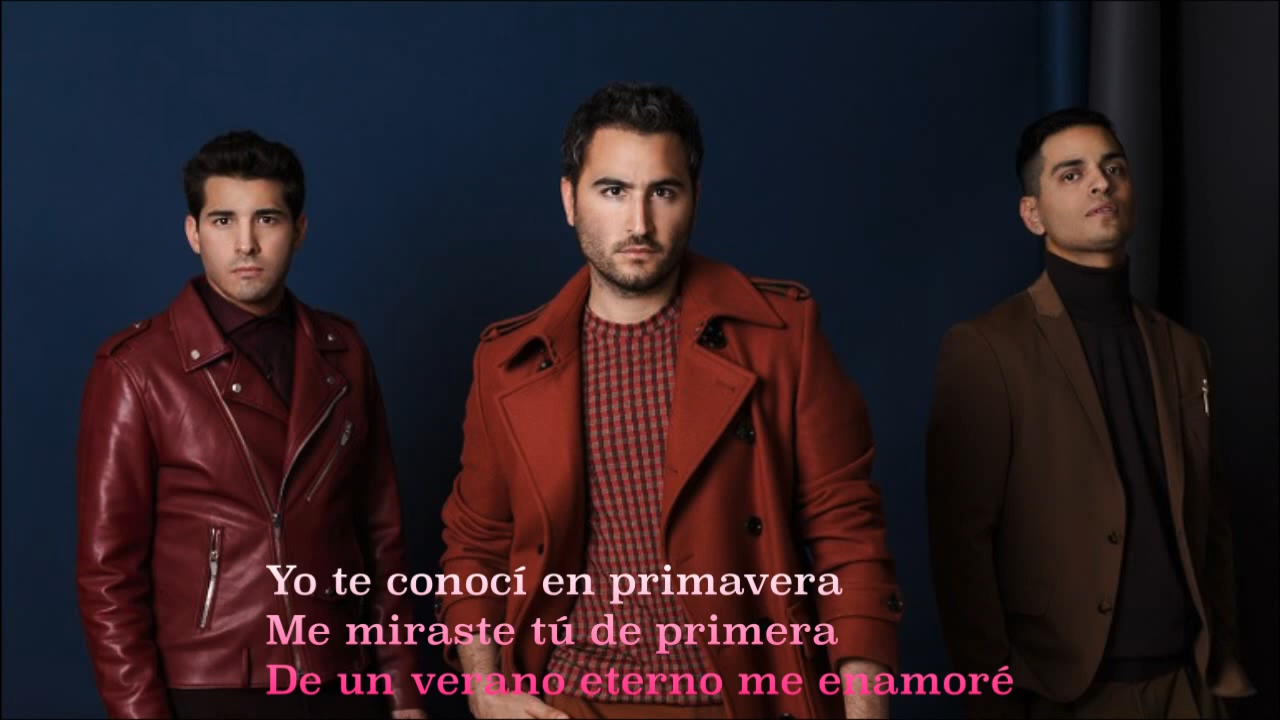 Yo te conocí en primavera
Me miraste tú de primera
De un verano eterno me enamoré